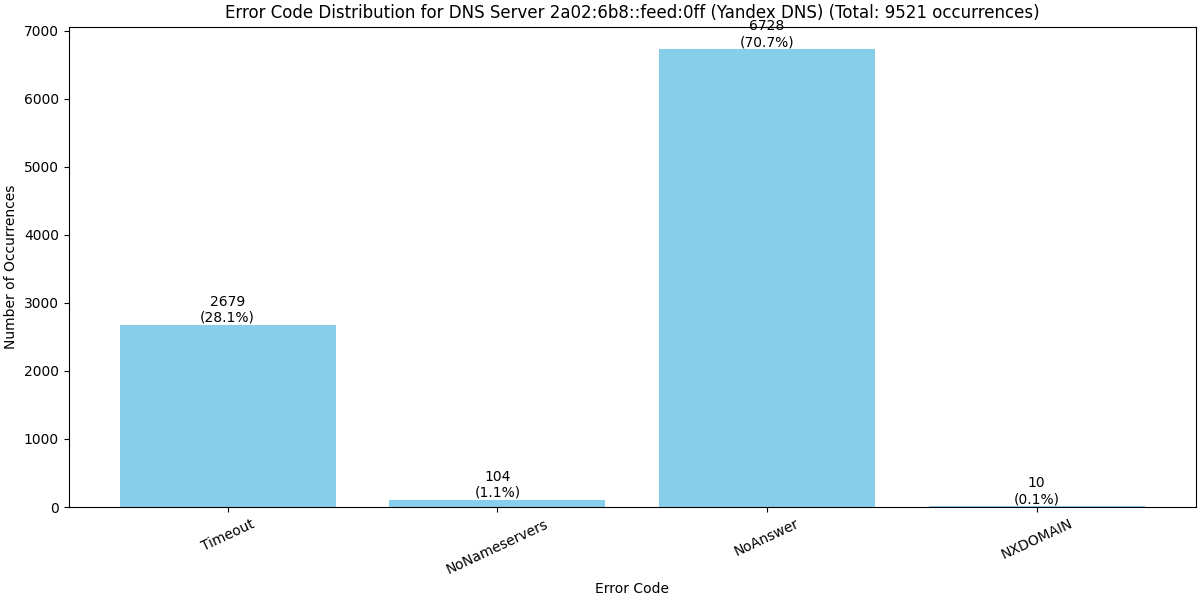 Error Code Distribution for DNS Server 2a02:6b8::feed:0ff (Yandex DNS) (Total: 9521 occurrences)
Number of Occurrences
7000
6000
5000
4000
3000
2000
1000
0
2679
(28.1%)
104
(1.1%)
6728
(70.7%)
10
(0.1%)
Timeout
NoNameservers
NoAnswer
NXDOMAIN
Error Code